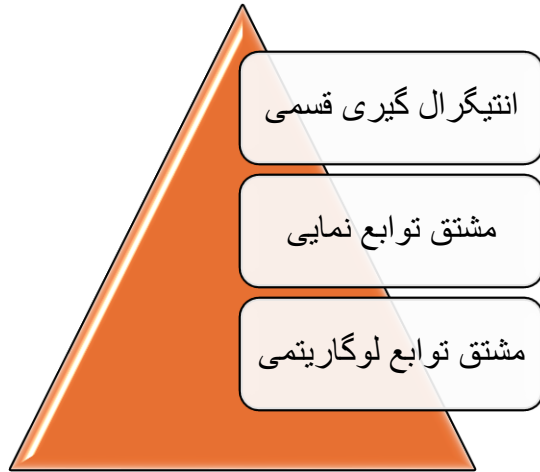 انتیگرال گیری قسمی
مشتق توابع نمایی
مشتق توابع لوگاریتمی